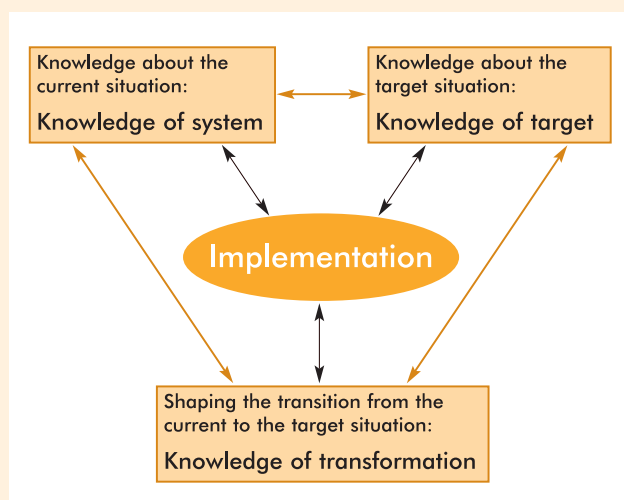 Knowledge about the
current situation:
Knowledge of system
Knowledge about the
target situation:
Knowledge of target
Implementation
Shaping the transition from the
current to the target situation:
Knowledge of transformation